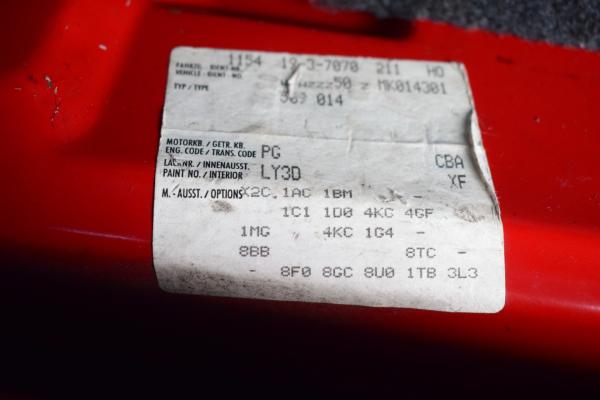 1154 19-3-7070 211 HO
FAHRZG.-IDENT-NR.
VEHICLE-IDENT-NO. WZZZ50 Z MK014301
TYP / TYPE 509 014
MOTORKB. / GETR. KB.
ENG. CODE / TRANS. CODE PG CBA
LACKNR. / INNENAUSST.
PAINT NO. / INTERIOR LY3D XF
M.-AUSST. / OPTIONS X2C 1AC 1BM - -
1C1 1D0 4KC 4GF
1MG 4KC 1G4 -
8BB 8TC -
- 8F0 8GC 8U0 1TB 3L3